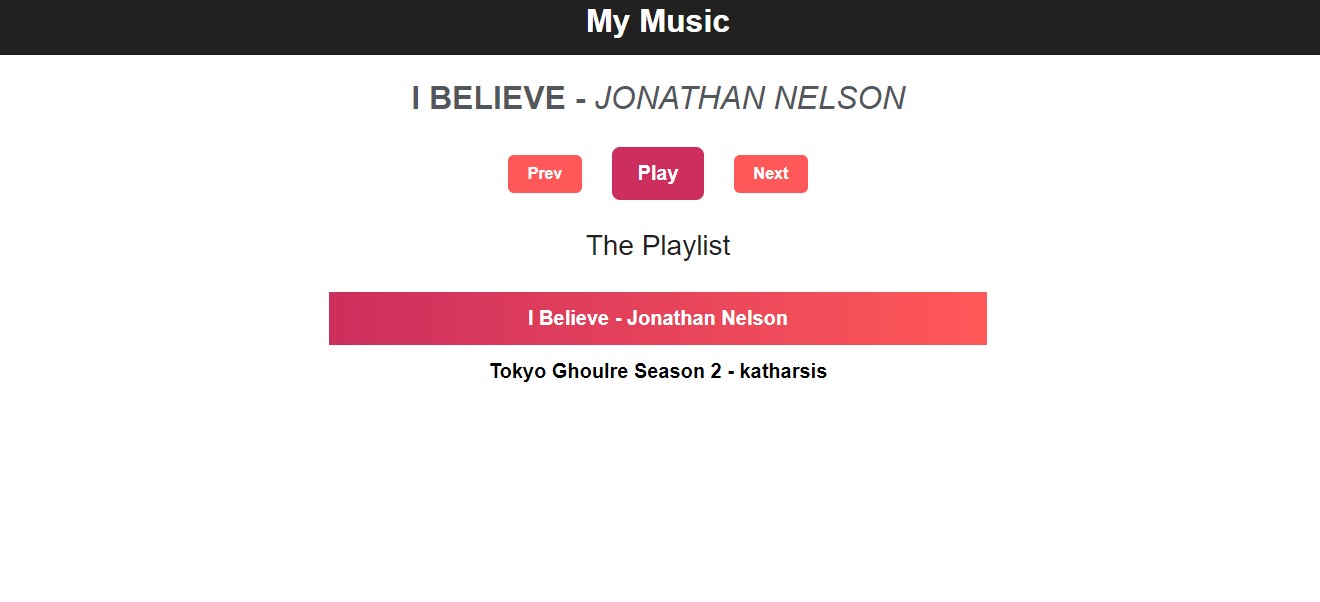 My Music
I BELIEVE - JONATHAN NELSON
Prev Play Next
The Playlist
I Believe - Jonathan Nelson
Tokyo Ghoulre Season 2 - katharsis